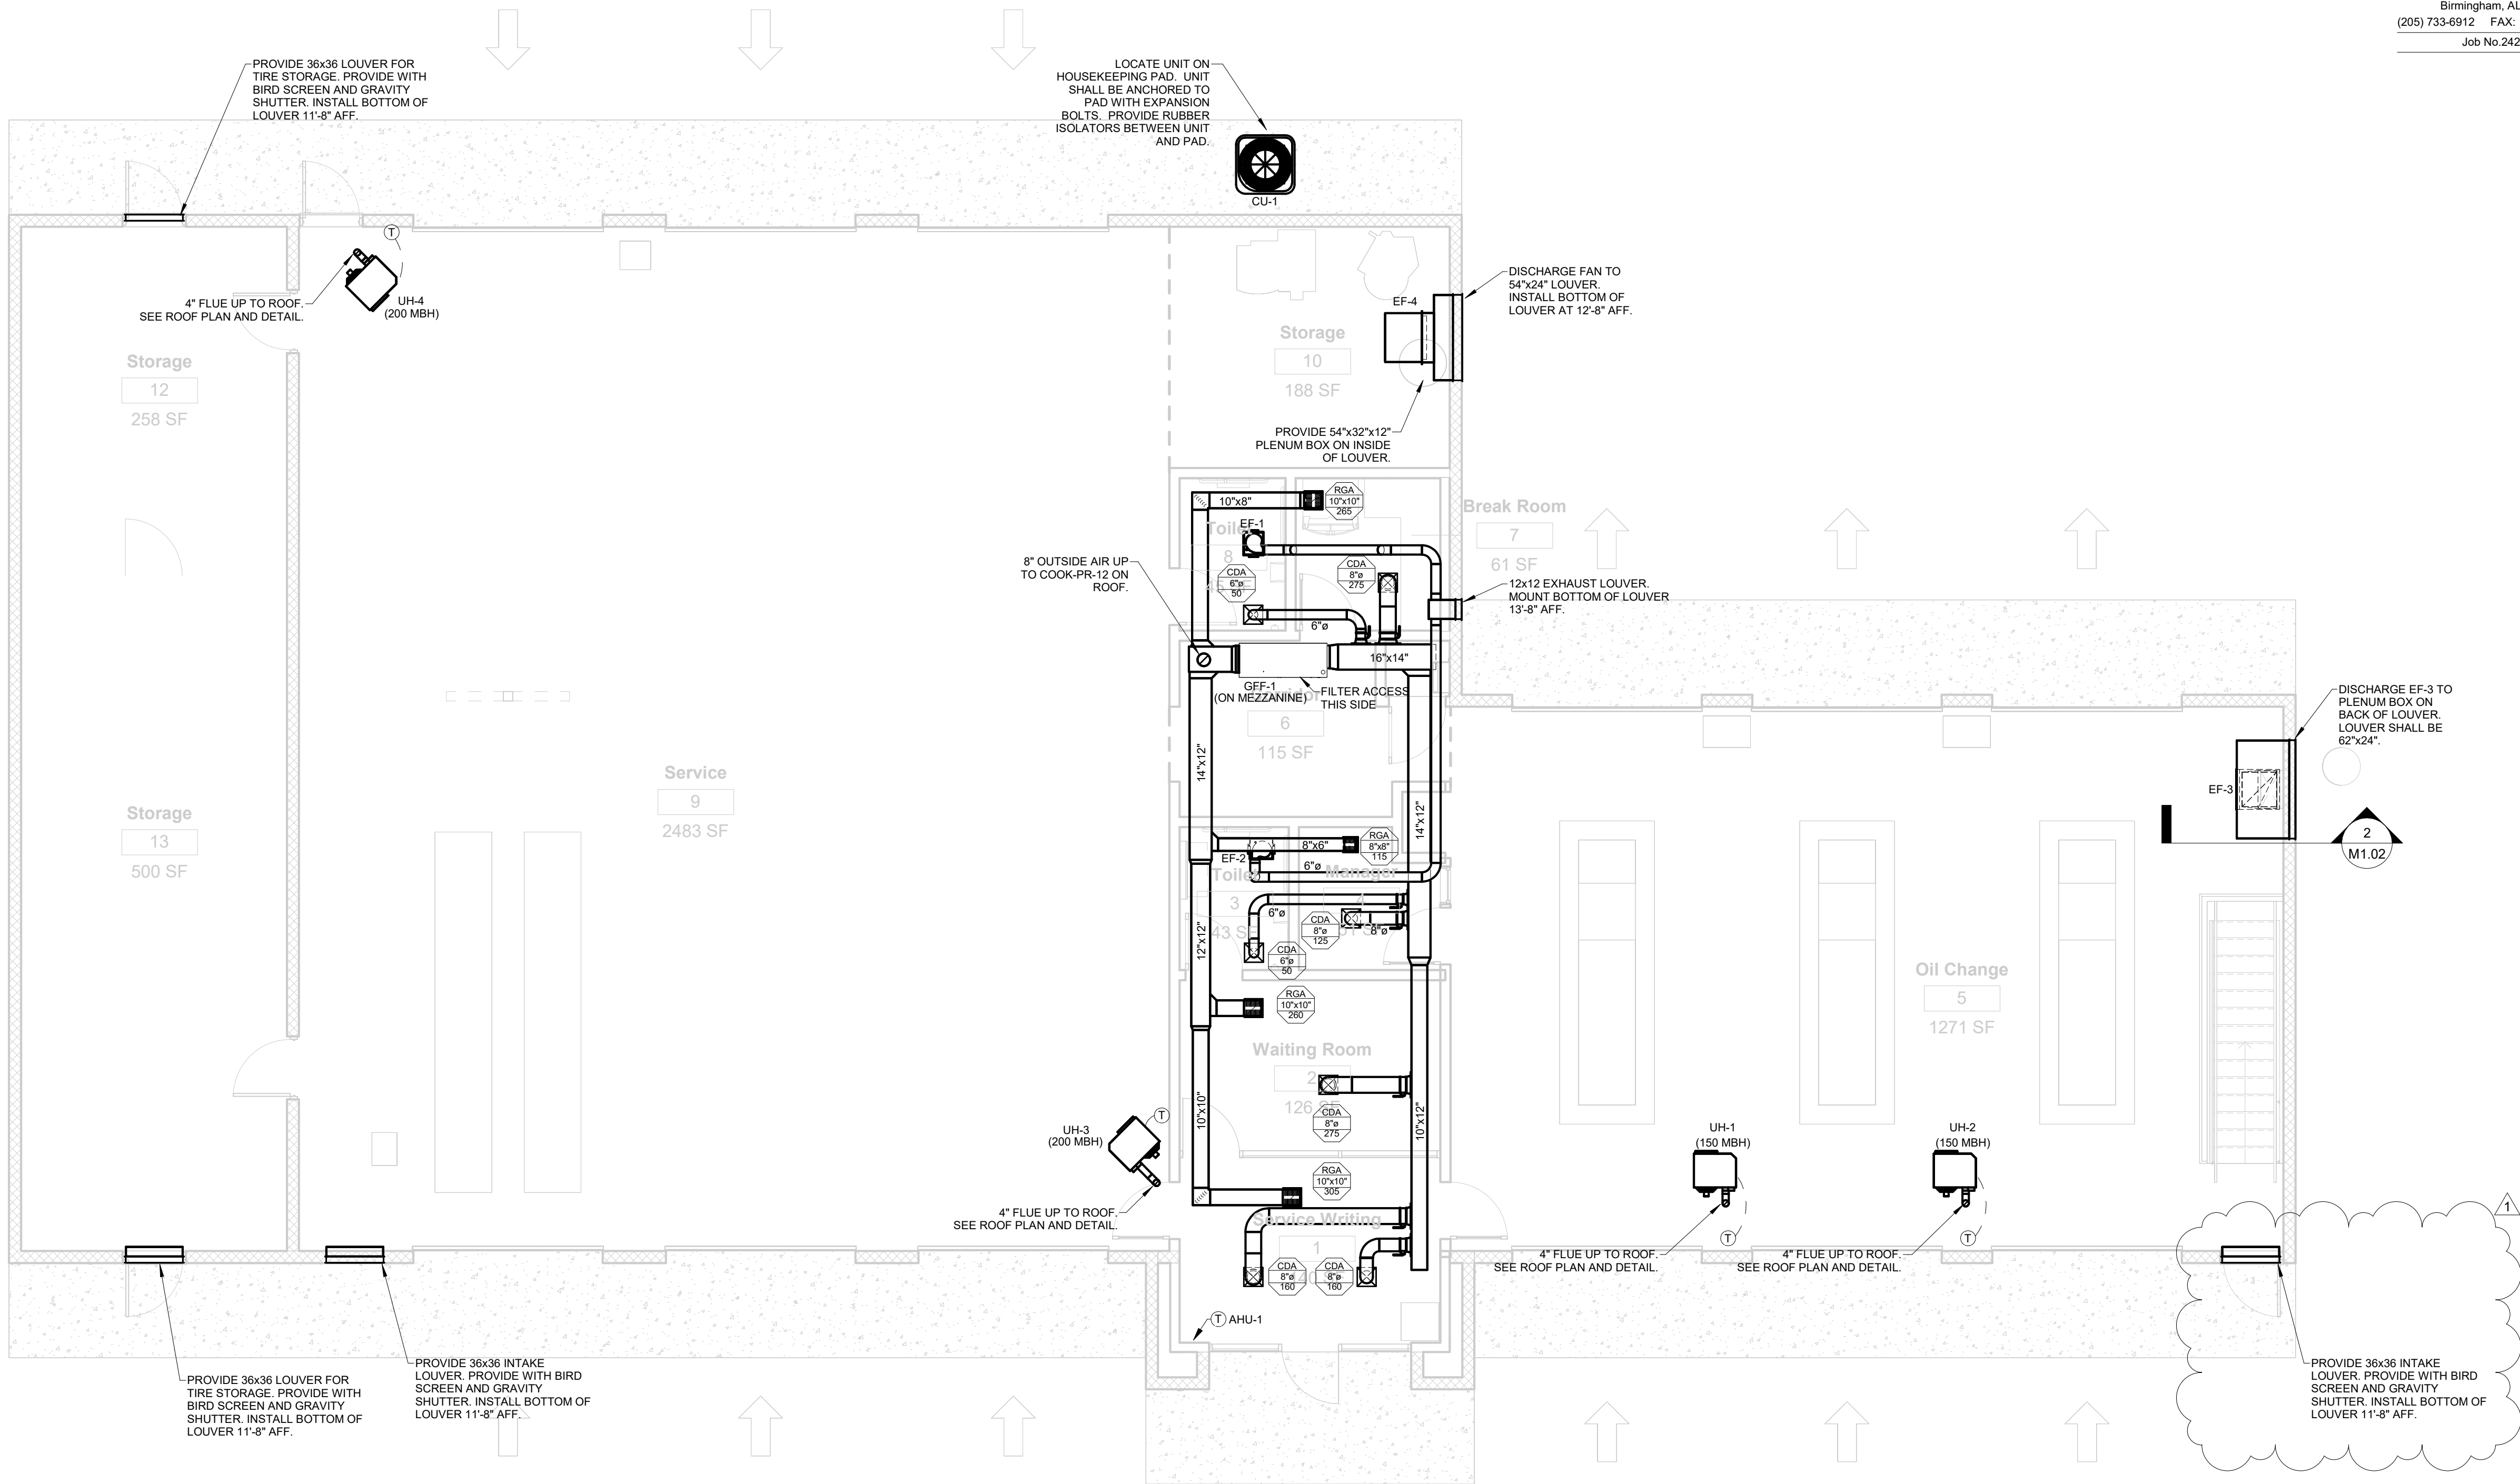 Birmingham, AL
(205) 733-6912 FAX:
Job No.242
PROVIDE 36x36 LOUVER FOR
TIRE STORAGE. PROVIDE WITH
BIRD SCREEN AND GRAVITY
SHUTTER. INSTALL BOTTOM OF
LOUVER 11'-8" AFF.
LOCATE UNIT ON
HOUSEKEEPING PAD. UNIT
SHALL BE ANCHORED TO
PAD WITH EXPANSION
BOLTS. PROVIDE RUBBER
ISOLATORS BETWEEN UNIT
AND PAD.
CU-1
T
4" FLUE UP TO ROOF.
SEE ROOF PLAN AND DETAIL.
UH-4
(200 MBH)
EF-4
DISCHARGE FAN TO
54"x24" LOUVER.
INSTALL BOTTOM OF
LOUVER AT 12'-8" AFF.
Storage
12
258 SF
Storage
10
188 SF
PROVIDE 54"x32"x12"
PLENUM BOX ON INSIDE
OF LOUVER.
10"x8"
RGA
10"x10"
265
Break Room
7
61 SF
Toilet
8
EF-1
8" OUTSIDE AIR UP
TO COOK-PR-12 ON
ROOF.
CDA
6"ø
50
CDA
8"ø
275
12x12 EXHAUST LOUVER.
MOUNT BOTTOM OF LOUVER
13'-8" AFF.
6"ø
16"x14"
GFF-1
(ON MEZZANINE)
FILTER ACCESS
THIS SIDE
6
115 SF
14"x12"
14"x12"
DISCHARGE EF-3 TO
PLENUM BOX ON
BACK OF LOUVER.
LOUVER SHALL BE
62"x24".
EF-3
2
M1.02
Service
9
2483 SF
Storage
13
500 SF
8"x6"
RGA
8"x8"
115
EF-2
6"ø
Toilet
3
43 SF
Manager
6"ø
CDA
8"ø
125
8"ø
CDA
6"ø
50
12"x12"
RGA
10"x10"
260
Oil Change
5
1271 SF
Waiting Room
2
126 SF
CDA
8"ø
275
10"x10"
10"x12"
UH-3
(200 MBH)
T
UH-1
(150 MBH)
UH-2
(150 MBH)
RGA
10"x10"
305
4" FLUE UP TO ROOF.
SEE ROOF PLAN AND DETAIL.
Service Writing
1
CDA
8"ø
160
CDA
8"ø
160
T
4" FLUE UP TO ROOF.
SEE ROOF PLAN AND DETAIL.
T
4" FLUE UP TO ROOF.
SEE ROOF PLAN AND DETAIL.
1
T AHU-1
PROVIDE 36x36 LOUVER FOR
TIRE STORAGE. PROVIDE WITH
BIRD SCREEN AND GRAVITY
SHUTTER. INSTALL BOTTOM OF
LOUVER 11'-8" AFF.
PROVIDE 36x36 INTAKE
LOUVER. PROVIDE WITH BIRD
SCREEN AND GRAVITY
SHUTTER. INSTALL BOTTOM OF
LOUVER 11'-8" AFF.
PROVIDE 36x36 INTAKE
LOUVER. PROVIDE WITH BIRD
SCREEN AND GRAVITY
SHUTTER. INSTALL BOTTOM OF
LOUVER 11'-8" AFF.